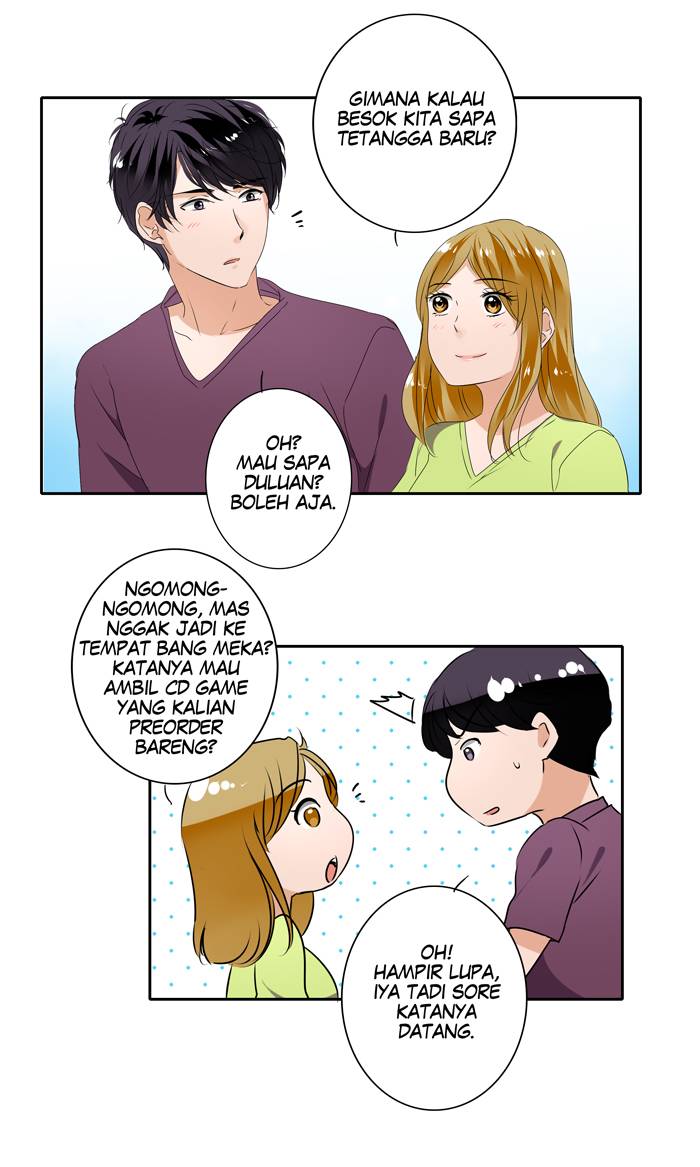 GIMANA KALAU
BESOK KITA SAPA
TETANGGA BARU?
OH?
MAU SAPA
DULUAN?
BOLEH AJA.
NGOMONG-
NGOMONG, MAS
NGGAK JADI KE
TEMPAT BANG MEKA?
KATANYA MAU
AMBIL CD GAME
YANG KALIAN
PREORDER
BARENG?
OH!
HAMPIR LUPA,
IYA TADI SORE
KATANYA
DATANG.